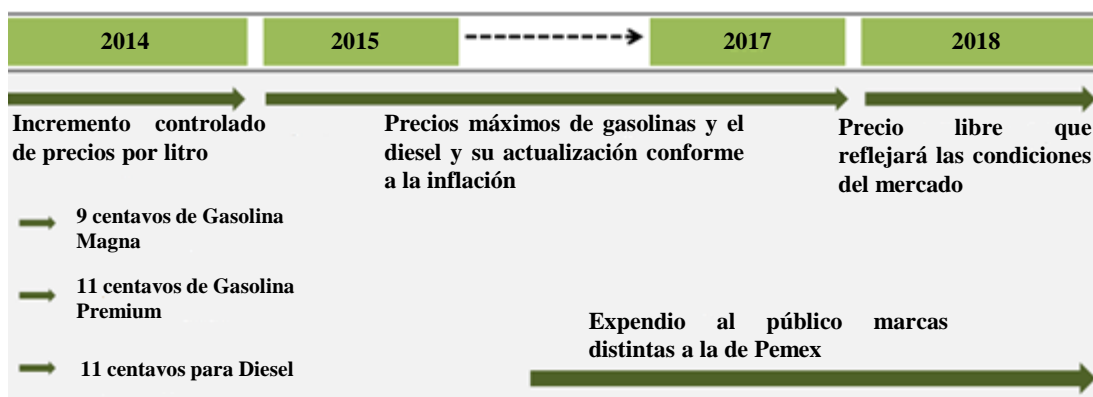 2014
2015
2017
2018
Incremento controlado
de precios por litro
Precios máximos de gasolinas y el
diesel y su actualización conforme
a la inflación
Precio libre que
reflejará las condiciones
del mercado
9 centavos de Gasolina
Magna
11 centavos de Gasolina
Premium
11 centavos para Diesel
Expendio al público marcas
distintas a la de Pemex